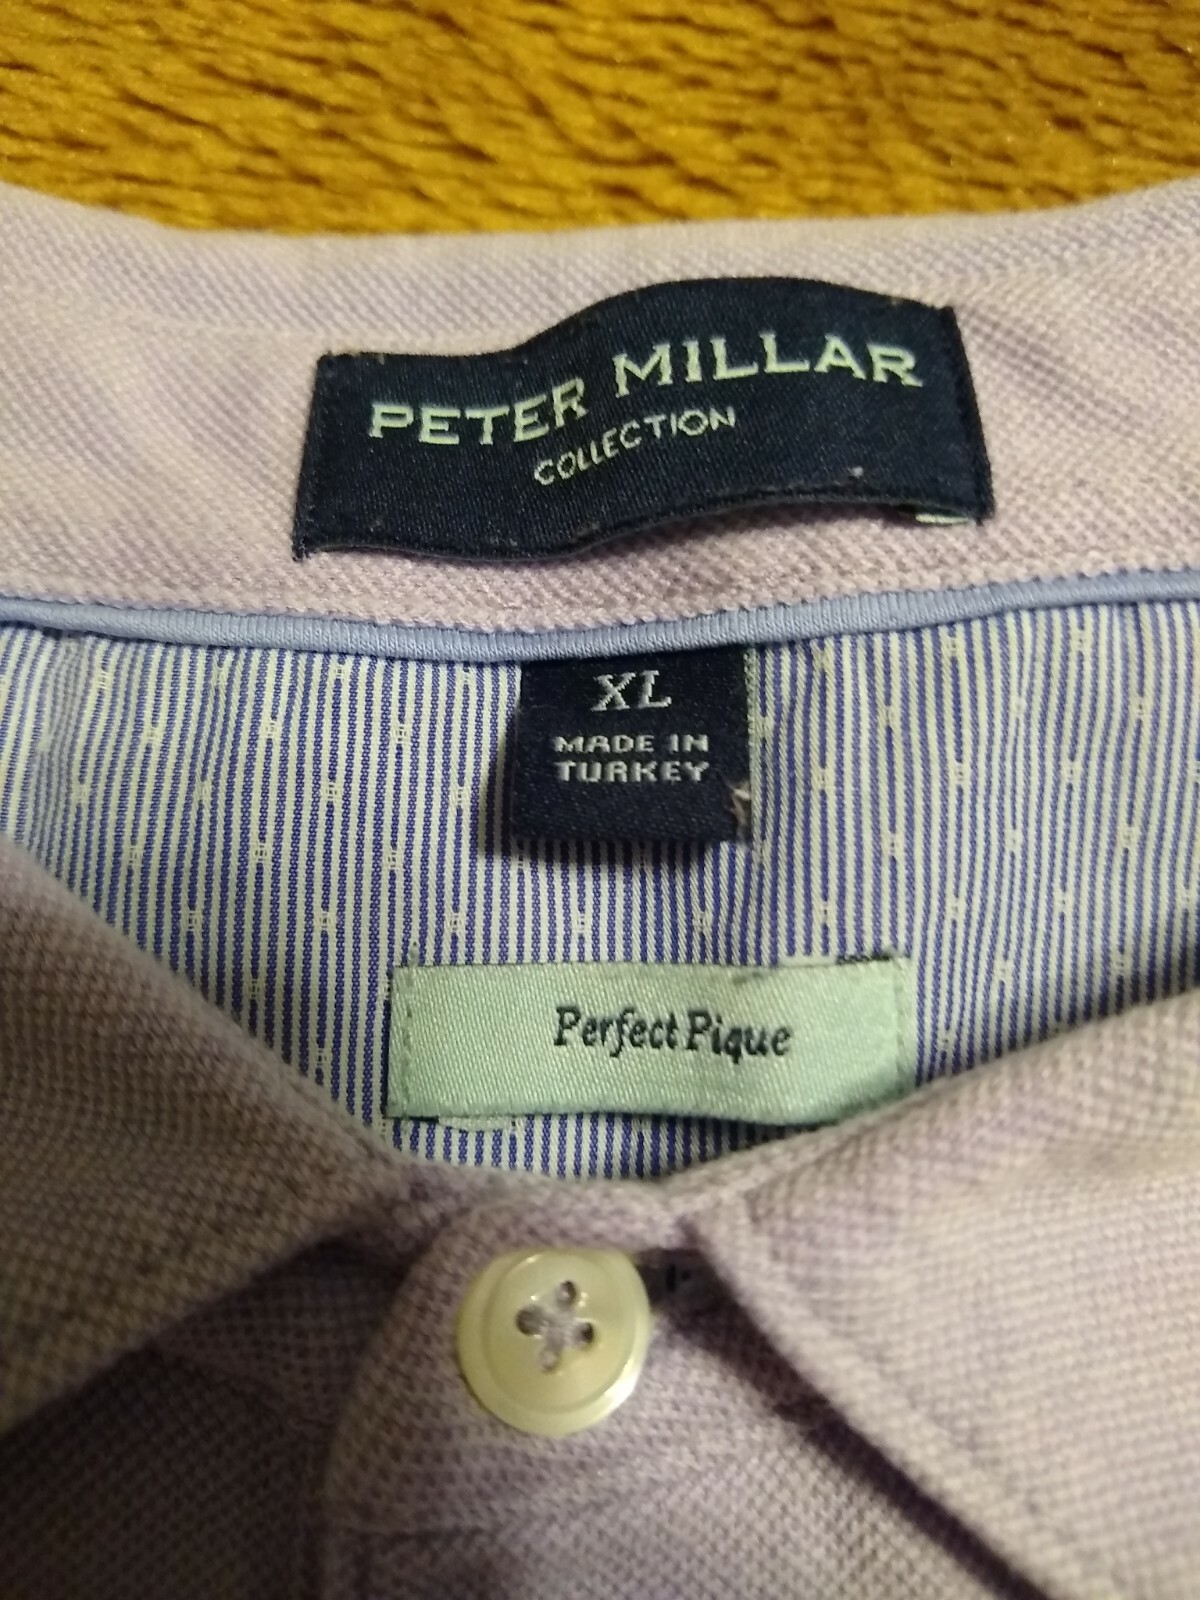 PETER MILLAR
COLLECTION
XL
MADE IN
TURKEY
Perfect Pique